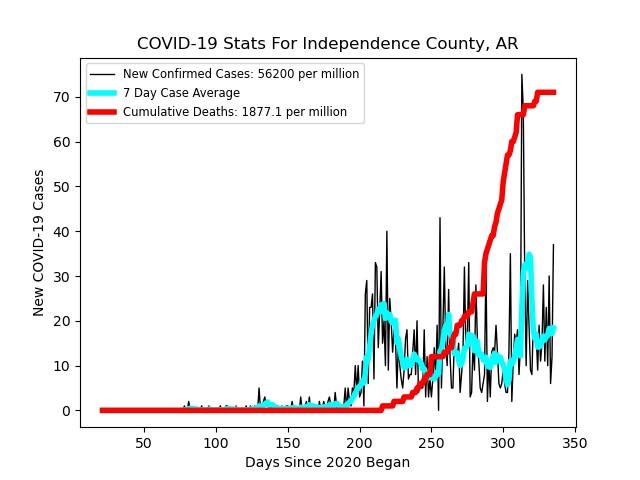 COVID-19 Stats For Independence County, AR
New Confirmed Cases: 56200 per million
7 Day Case Average
Cumulative Deaths: 1877.1 per million
New COVID-19 Cases
70
60
50
40
30
20
10
0
50 100 150 200 250 300 350
Days Since 2020 Began